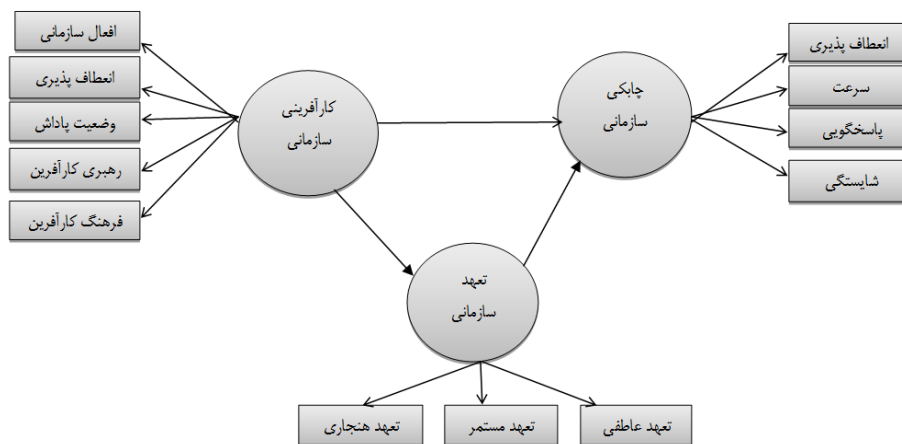 افعال سازمانی
انعطاف پذیری
وضعیت پاداش
رهبری کارآفرین
فرهنگ کارآفرین
کارآفرینی
سازمانی
چابکی
سازمانی
انعطاف پذیری
سرعت
پاسخگویی
شایستگی
تعهد
سازمانی
تعهد هنجاری
تعهد مستمر
تعهد عاطفی